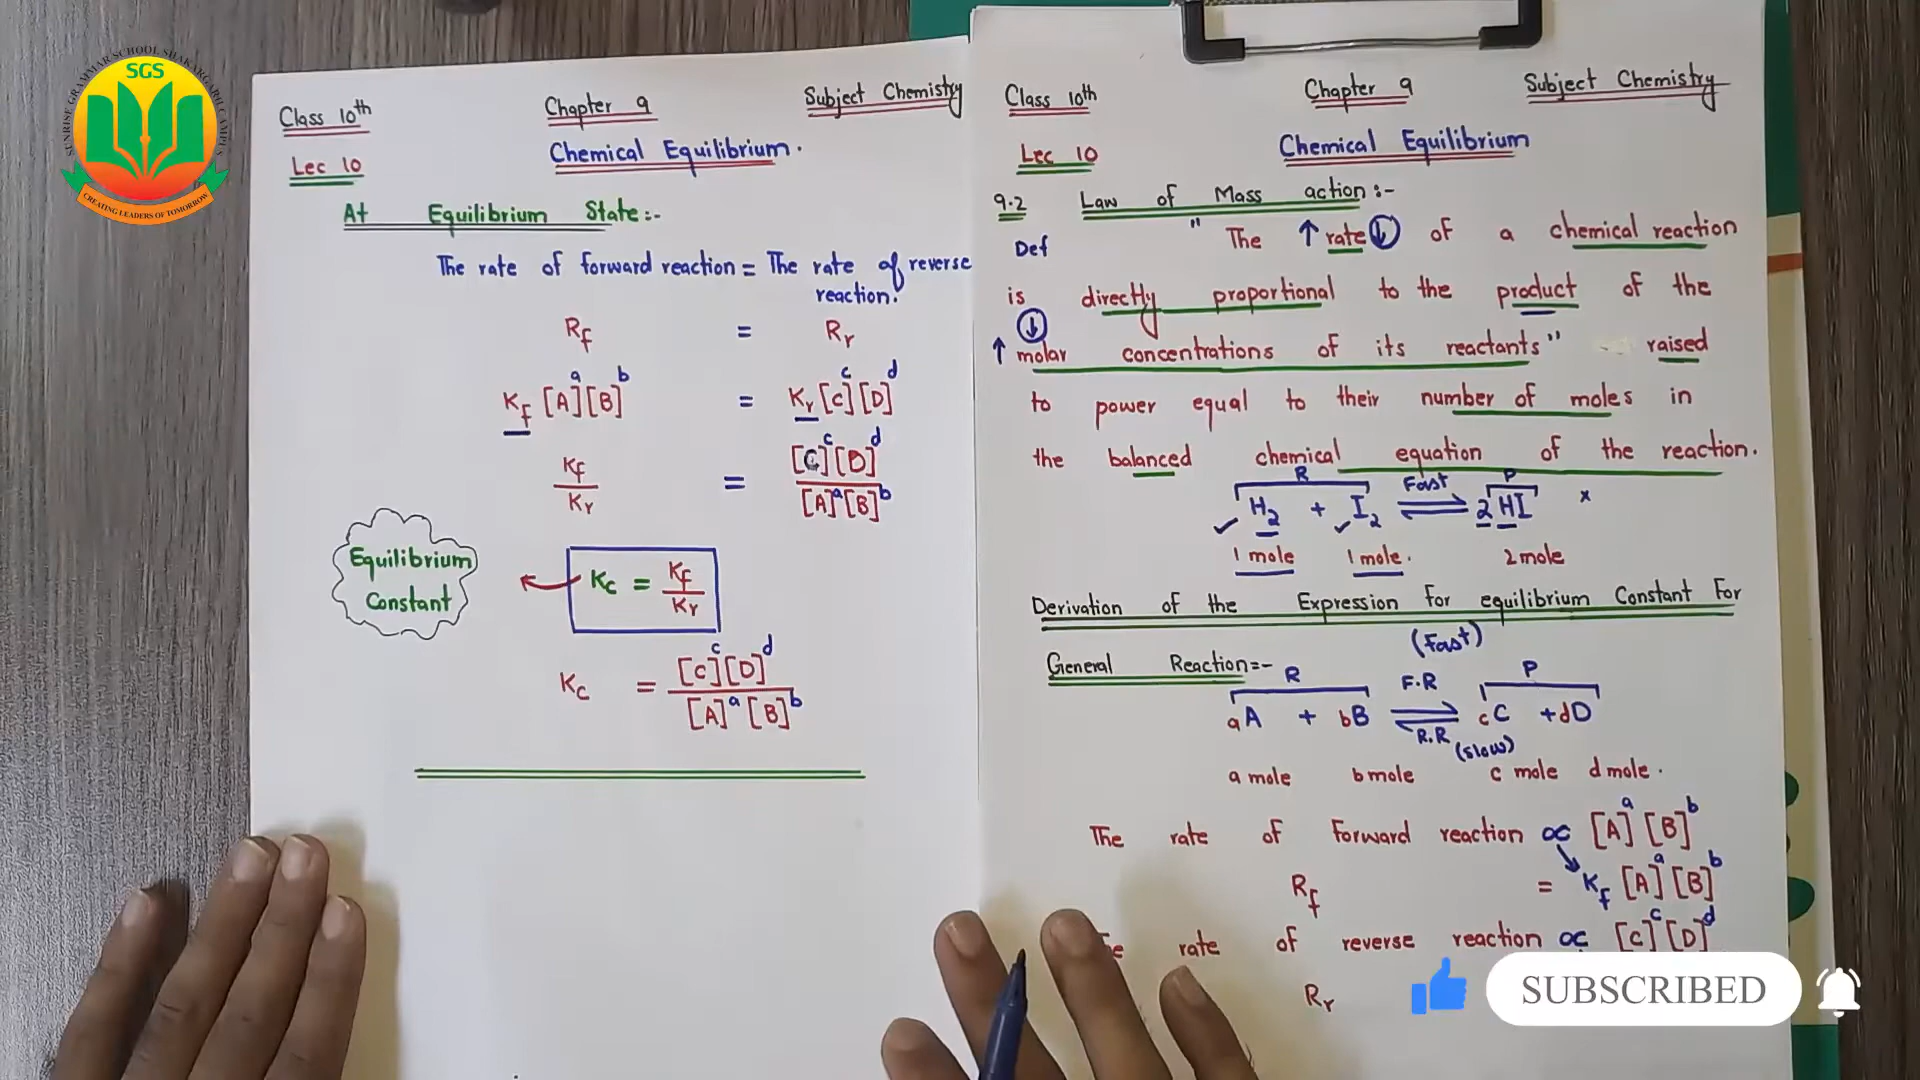 SUNRISE GRAMMAR SCHOOL SHAKARGARH CAMPUS
SGS
CREATING LEADERS OF TOMORROW
Class 10th
Chapter 9
Subject Chemistry
Lec 10
Chemical Equilibrium.
At Equilibrium State:-
The rate of forward reaction = The rate of reverse
reaction.
Rf = Rr
Kf [A]^a [B]^b = Kr [C]^c [D]^d
Kf/Kr = [C]^c [D]^d / [A]^a [B]^b
Equilibrium
Constant
Kc = Kf/Kr
Kc = [C]^c [D]^d / [A]^a [B]^b
Class 10th
Chapter 9
Subject Chemistry
Lec 10
Chemical Equilibrium
9.2 Law of Mass action:-
Def " The ↑ rate ↓ of a chemical reaction
is directly proportional to the product of the
↓
↑ molar concentrations of its reactants" raised
to power equal to their number of moles in
the balanced chemical equation of the reaction.
R Fast P
H2 + I2 ⇌ 2HI x
1 mole 1 mole. 2 mole
Derivation of the Expression For equilibrium Constant For
(Fast)
General Reaction:-
R F.R P
aA + bB ⇌ cC + dD
R.R (slow)
a mole b mole c mole d mole.
The rate of Forward reaction ∝ [A]^a [B]^b
Rf = Kf [A]^a [B]^b
rate of reverse reaction ∝ [C]^c [D]^d
Rr
SUBSCRIBED